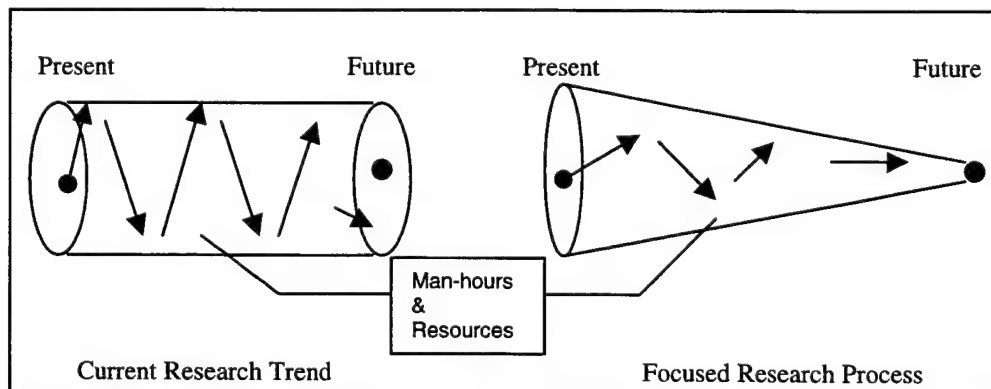 Present
Future
Present
Future
Man-hours
&
Resources
Current Research Trend
Focused Research Process